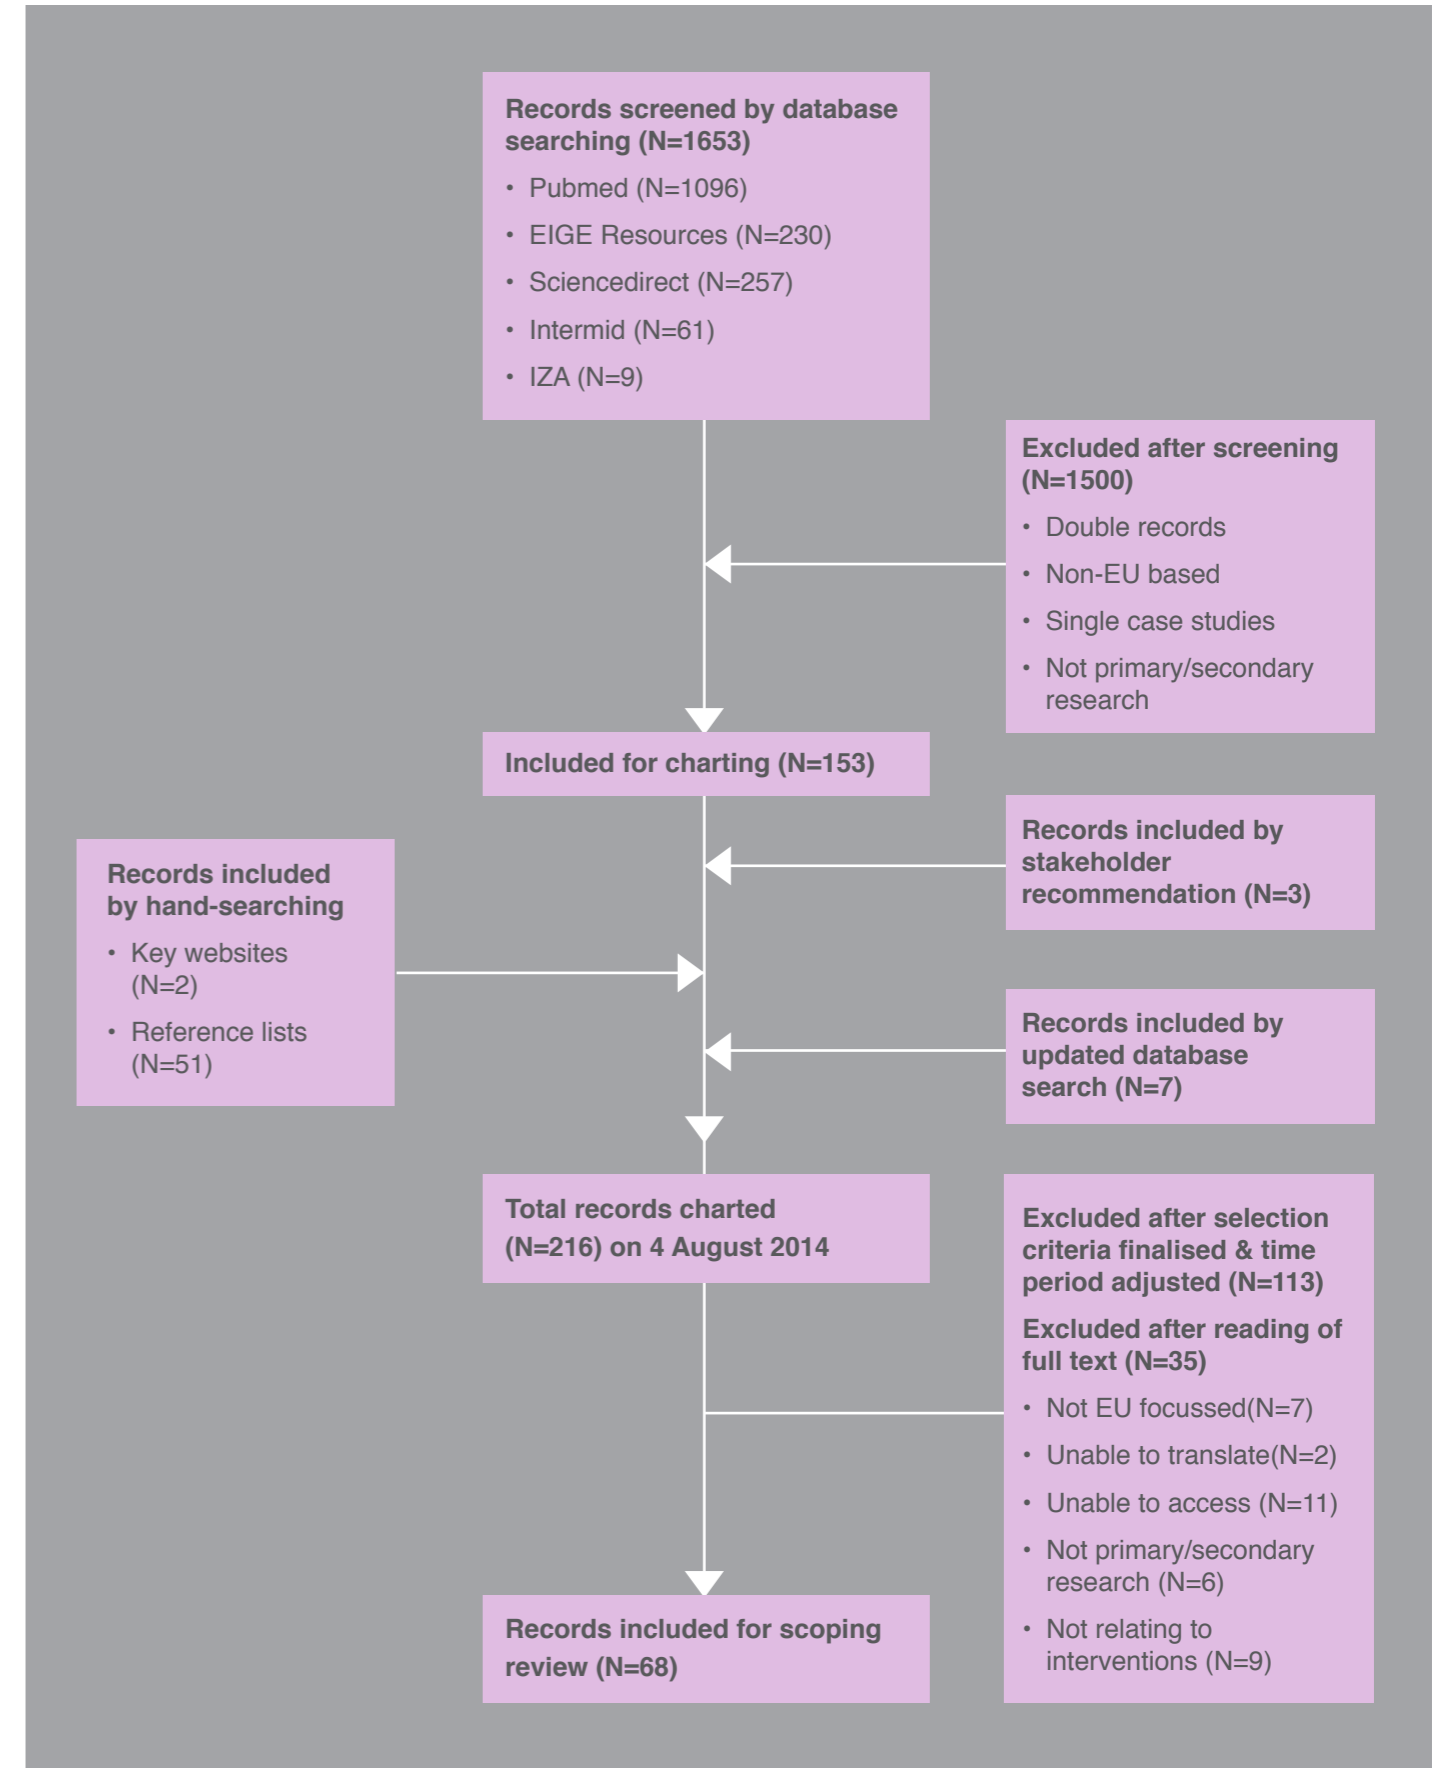 Records screened by database
searching (N=1653)
• Pubmed (N=1096)
• EIGE Resources (N=230)
• Sciencedirect (N=257)
• Intermid (N=61)
• IZA (N=9)
Excluded after screening
(N=1500)
• Double records
• Non-EU based
• Single case studies
• Not primary/secondary
research
Included for charting (N=153)
Records included by
stakeholder
recommendation (N=3)
Records included
by hand-searching
• Key websites
(N=2)
• Reference lists
(N=51)
Records included by
updated database
search (N=7)
Total records charted
(N=216) on 4 August 2014
Excluded after selection
criteria finalised & time
period adjusted (N=113)
Excluded after reading of
full text (N=35)
• Not EU focussed(N=7)
• Unable to translate(N=2)
• Unable to access (N=11)
• Not primary/secondary
research (N=6)
• Not relating to
interventions (N=9)
Records included for scoping
review (N=68)